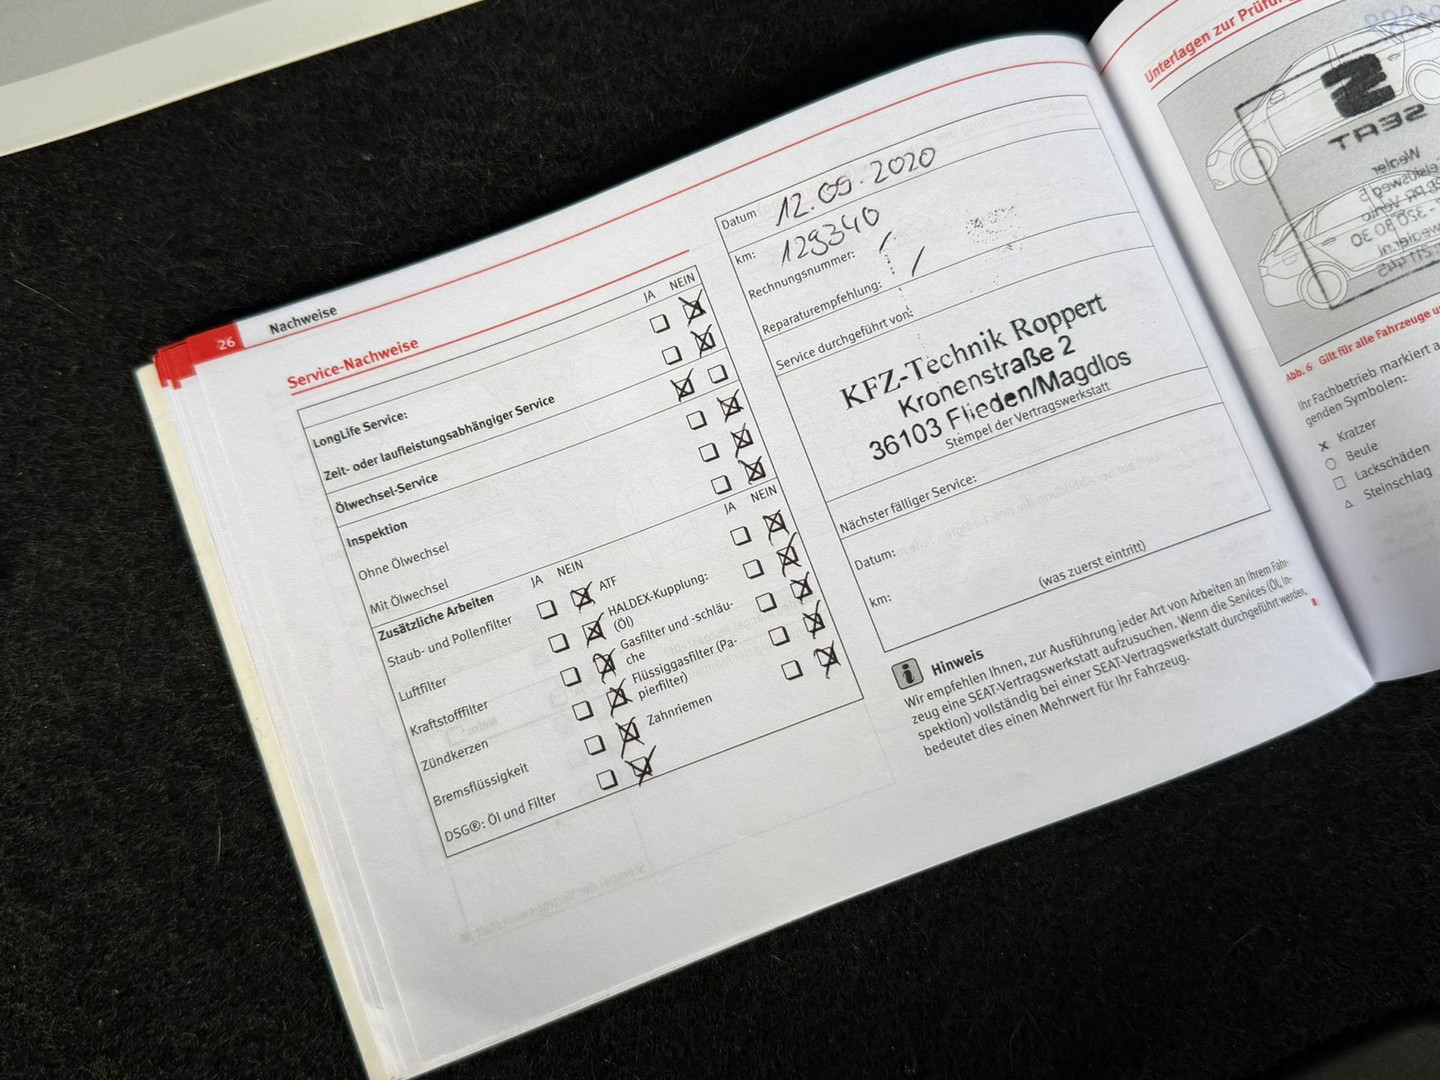 26
Nachweise
Service-Nachweise
JA NEIN
LongLife Service:
Zeit- oder laufleistungsabhängiger Service
Ölwechsel-Service
Inspektion
Ohne Ölwechsel
Mit Ölwechsel
Zusätzliche Arbeiten JA NEIN JA NEIN
Staub- und Pollenfilter ATF
Luftfilter HALDEX-Kupplung:
(Öl)
Kraftstofffilter Gasfilter und -schläu-
che
Zündkerzen Flüssiggasfilter (Pa-
pierfilter)
Bremsflüssigkeit Zahnriemen
DSG®: Öl und Filter
Datum 12.09.2020
km: 129340
Rechnungsnummer: /
Reparaturempfehlung: /
Service durchgeführt von:
KFZ-Technik Roppert
Kronenstraße 2
36103 Flieden/Magdlos
Stempel der Vertragswerkstatt
Nächster fälliger Service:
Datum:
km:
(was zuerst eintritt)
Hinweis
Wir empfehlen Ihnen, zur Ausführung jeder Art von Arbeiten an Ihrem Fahr-
zeug eine SEAT-Vertragswerkstatt aufzusuchen. Wenn die Services (Öl, In-
spektion) vollständig bei einer SEAT-Vertragswerkstatt durchgeführt werden,
bedeutet dies einen Mehrwert für Ihr Fahrzeug.
Unterlagen zur
SEAT
Abb. 6 Gilt für alle Fahrzeuge
Ihr Fachbetrieb markiert
genden Symbolen:
Kratzer
Beule
Lackschäden
Steinschlag